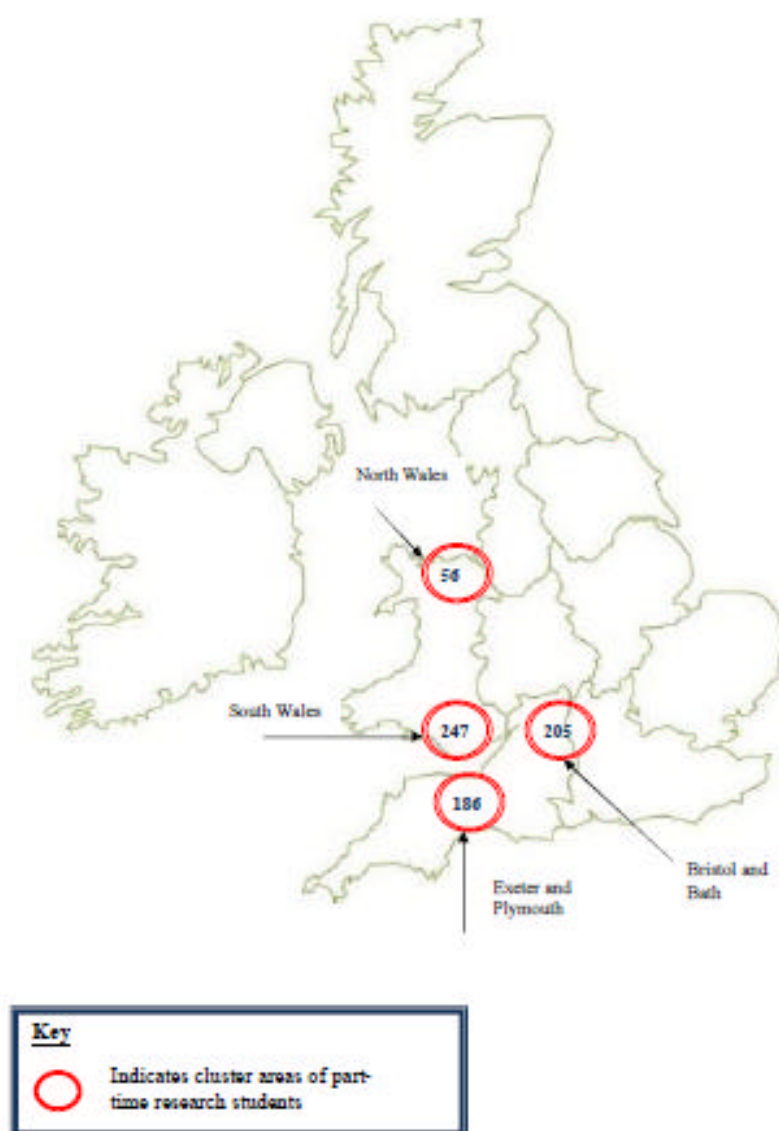 North Wales
56
South Wales
247
205
186
Bristol and
Bath
Exeter and
Plymouth
Key
Indicates cluster areas of part-
time research students